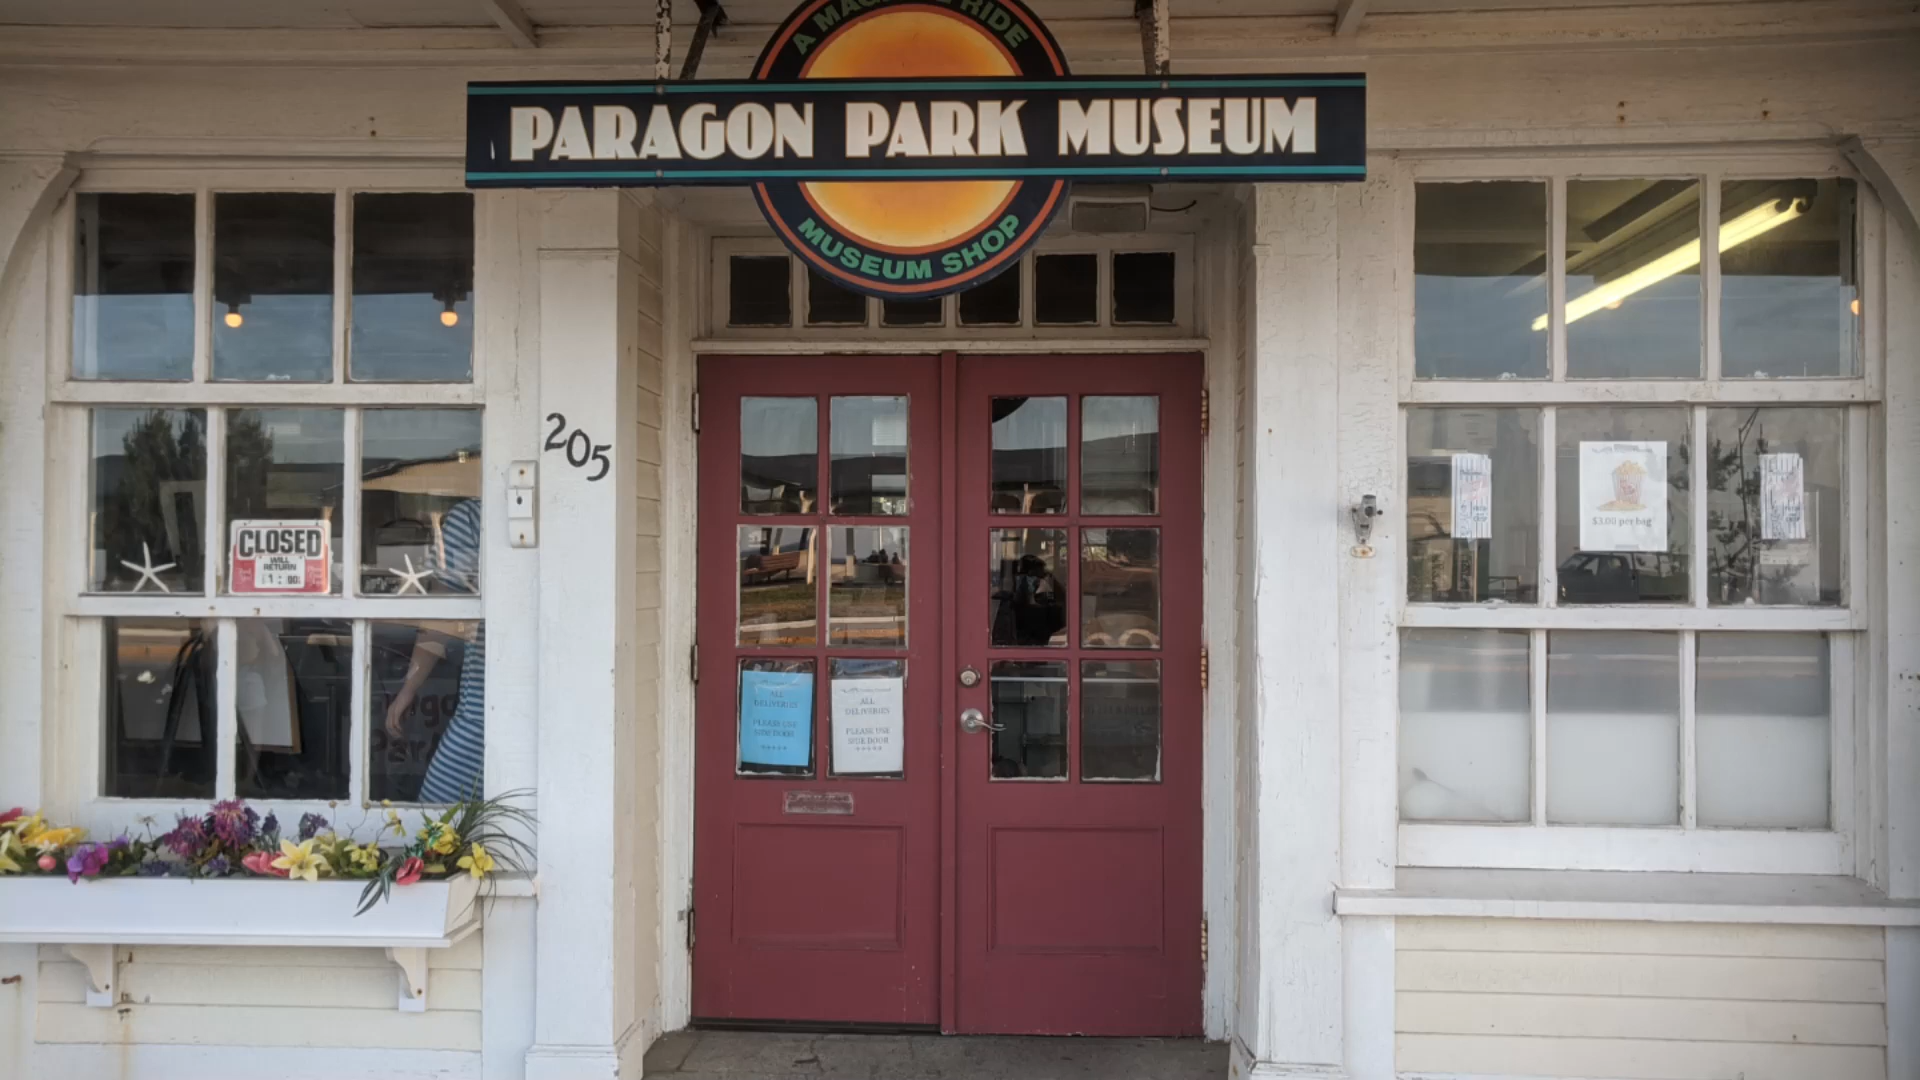 PARAGON PARK MUSEUM
RIDE
MUSEUM SHOP
205
CLOSED
WILL
RETURN
ALL
DELIVERIES
PLEASE USE
SIDE DOOR
*****
ALL
DELIVERIES
PLEASE USE
SIDE DOOR
*****
$3.00 per bag